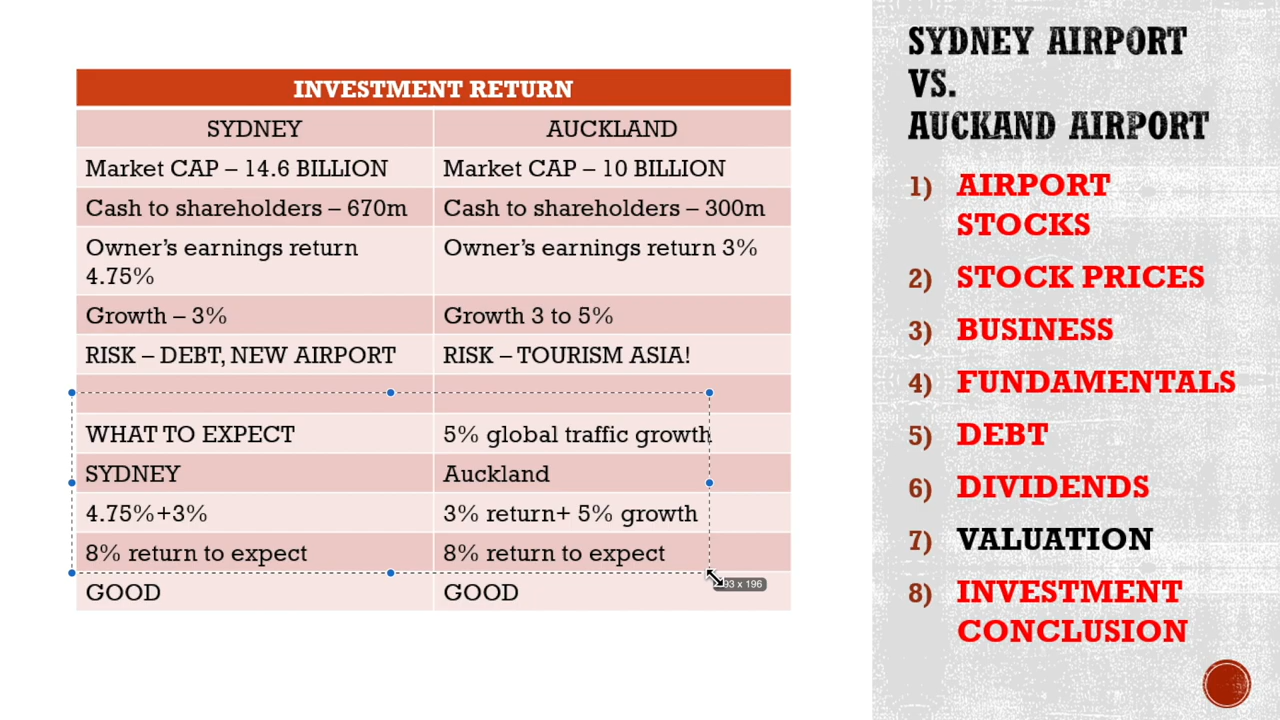 INVESTMENT RETURN
SYDNEY
AUCKLAND
Market CAP – 14.6 BILLION
Market CAP – 10 BILLION
Cash to shareholders – 670m
Cash to shareholders – 300m
Owner’s earnings return
4.75%
Owner’s earnings return 3%
Growth – 3%
Growth 3 to 5%
RISK – DEBT, NEW AIRPORT
RISK – TOURISM ASIA!
WHAT TO EXPECT
5% global traffic growth
SYDNEY
Auckland
4.75%+3%
3% return+ 5% growth
8% return to expect
8% return to expect
GOOD
GOOD
SYDNEY AIRPORT
VS.
AUCKAND AIRPORT
1) AIRPORT
STOCKS
2) STOCK PRICES
3) BUSINESS
4) FUNDAMENTALS
5) DEBT
6) DIVIDENDS
7) VALUATION
8) INVESTMENT
CONCLUSION